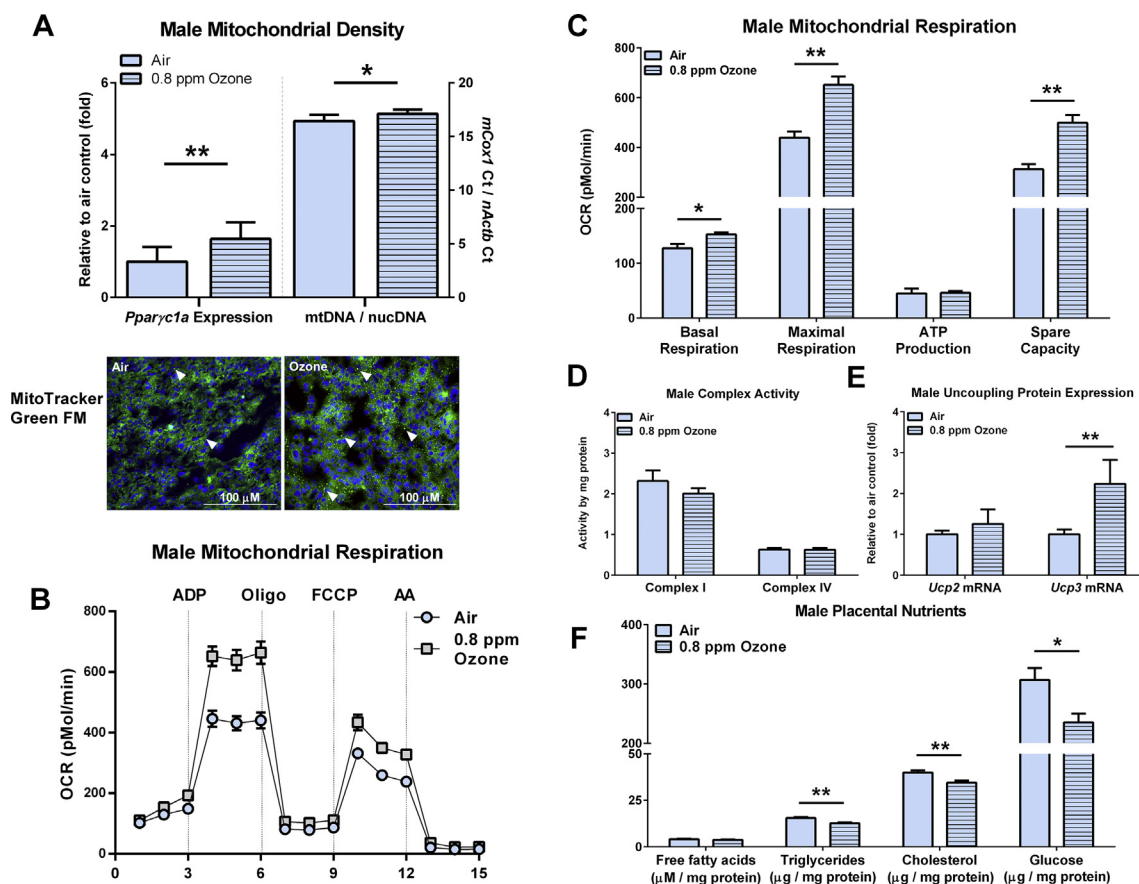 A
Male Mitochondrial Density
Air
0.8 ppm Ozone
Relative to air control (fold)
6
4
2
0
**
*
20
15
10
5
0
mCox1 Ct / nActb Ct
Pparγc1a Expression
mtDNA / nucDNA
MitoTracker
Green FM
Air
100 μM
Ozone
100 μM
B
Male Mitochondrial Respiration
ADP
Oligo
FCCP
AA
Air
0.8 ppm
Ozone
OCR (pMol/min)
800
600
400
200
0
0
3
6
9
12
15
C
Male Mitochondrial Respiration
Air
0.8 ppm Ozone
OCR (pMol/min)
800
600
400
200
200
100
0
*
**
**
Basal
Respiration
Maximal
Respiration
ATP
Production
Spare
Capacity
D
Male Complex Activity
Air
0.8 ppm Ozone
Activity by mg protein
4
3
2
1
0
Complex I
Complex IV
E
Male Uncoupling Protein Expression
Air
0.8 ppm Ozone
Relative to air control (fold)
4
3
2
1
0
**
Ucp2 mRNA
Ucp3 mRNA
F
Male Placental Nutrients
Air
0.8 ppm Ozone
400
300
200
50
25
0
**
**
*
Free fatty acids
(μM / mg protein)
Triglycerides
(μg / mg protein)
Cholesterol
(μg / mg protein)
Glucose
(μg / mg protein)